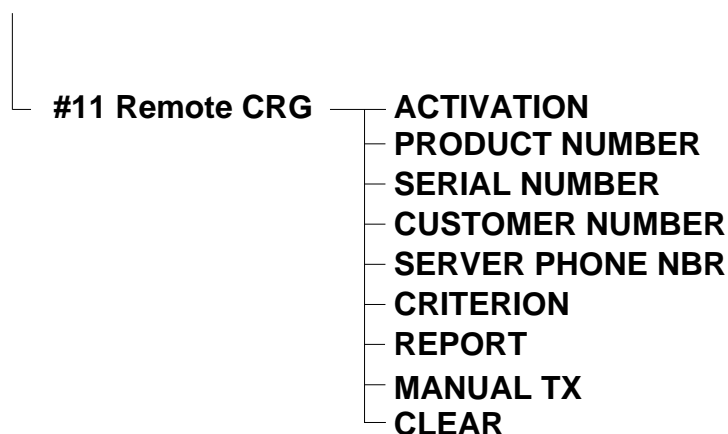 #11 Remote CRG ACTIVATION
PRODUCT NUMBER
SERIAL NUMBER
CUSTOMER NUMBER
SERVER PHONE NBR
CRITERION
REPORT
MANUAL TX
CLEAR